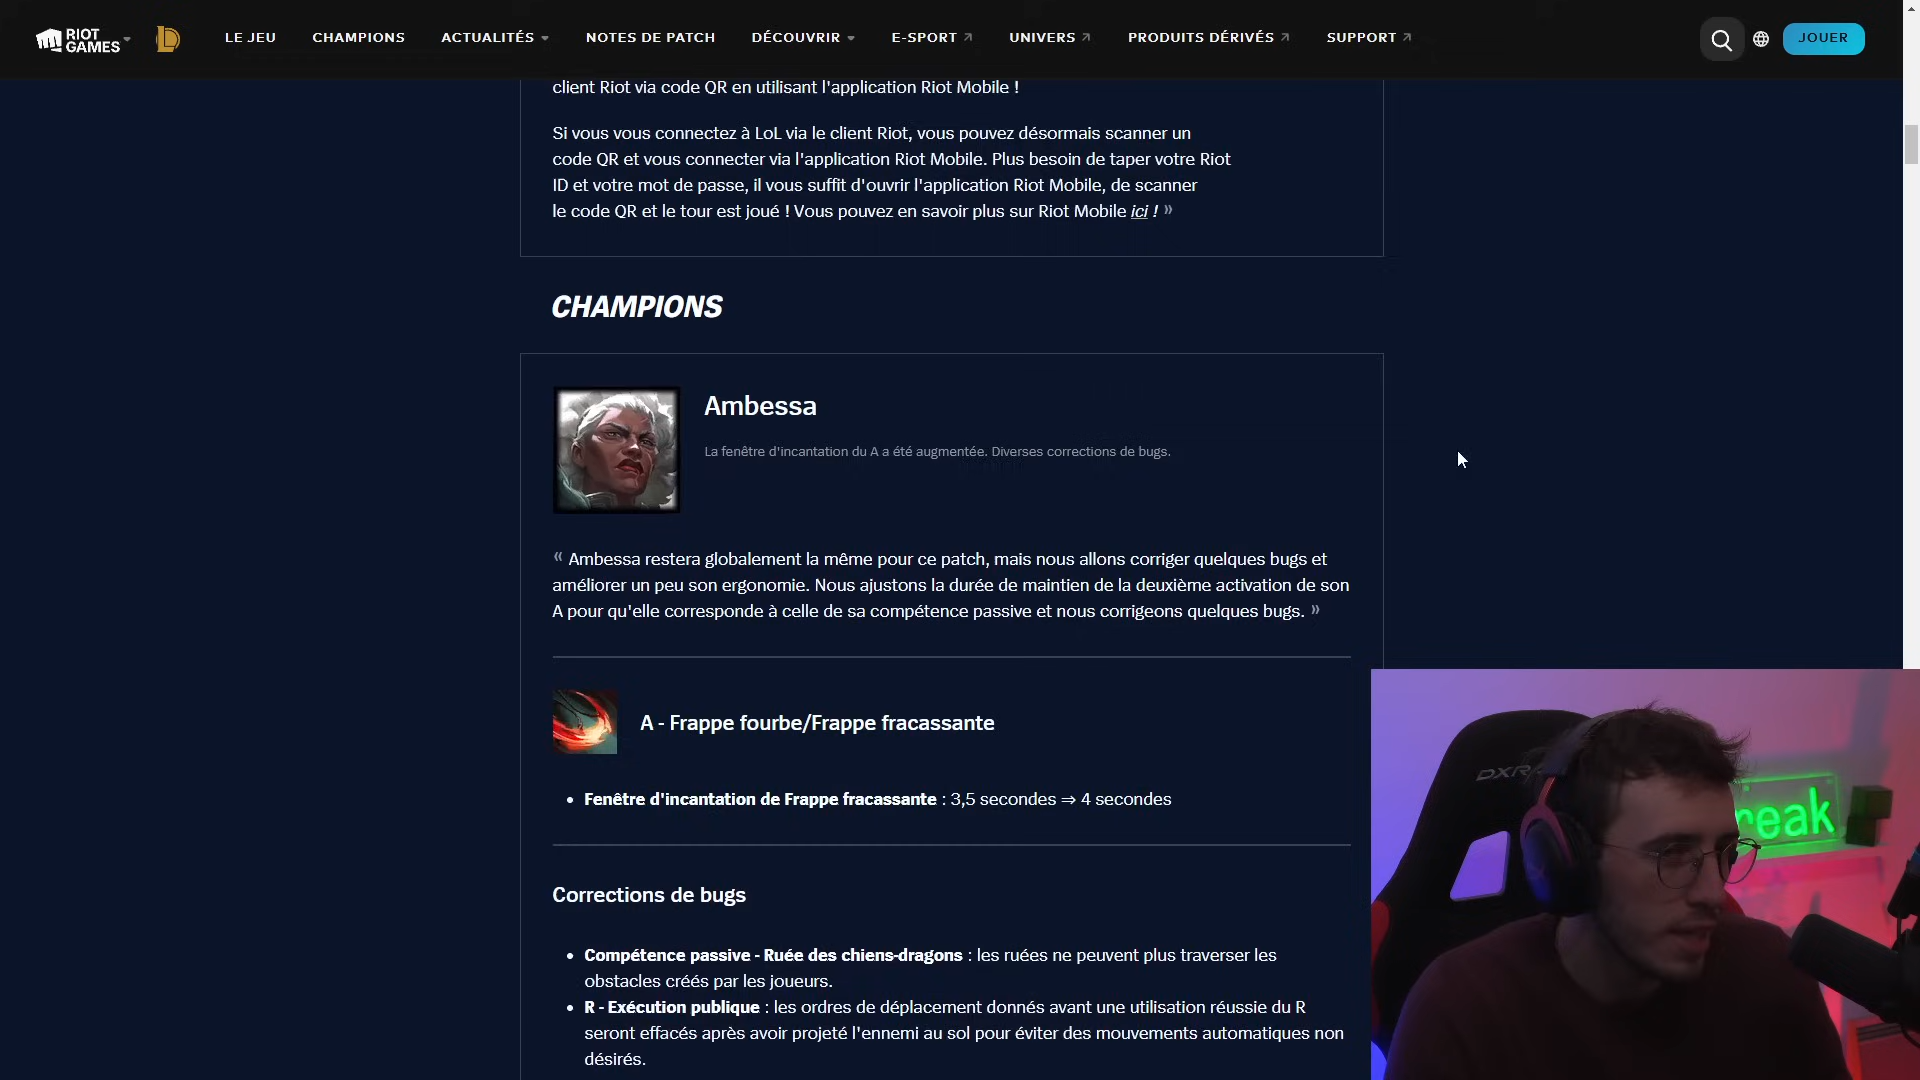 RIOT GAMES
LE JEU
CHAMPIONS
ACTUALITÉS
NOTES DE PATCH
DÉCOUVRIR
E-SPORT
UNIVERS
PRODUITS DÉRIVÉS
SUPPORT
JOUER
client Riot via code QR en utilisant l'application Riot Mobile !
Si vous vous connectez à LoL via le client Riot, vous pouvez désormais scanner un
code QR et vous connecter via l'application Riot Mobile. Plus besoin de taper votre Riot
ID et votre mot de passe, il vous suffit d'ouvrir l'application Riot Mobile, de scanner
le code QR et le tour est joué ! Vous pouvez en savoir plus sur Riot Mobile ici ! »
CHAMPIONS
Ambessa
La fenêtre d'incantation du A a été augmentée. Diverses corrections de bugs.
« Ambessa restera globalement la même pour ce patch, mais nous allons corriger quelques bugs et
améliorer un peu son ergonomie. Nous ajustons la durée de maintien de la deuxième activation de son
A pour qu'elle corresponde à celle de sa compétence passive et nous corrigeons quelques bugs. »
A - Frappe fourbe/Frappe fracassante
• Fenêtre d'incantation de Frappe fracassante : 3,5 secondes ⇒ 4 secondes
Corrections de bugs
• Compétence passive - Ruée des chiens-dragons : les ruées ne peuvent plus traverser les
obstacles créés par les joueurs.
• R - Exécution publique : les ordres de déplacement donnés avant une utilisation réussie du R
seront effacés après avoir projeté l'ennemi au sol pour éviter des mouvements automatiques non
désirés.
DXR
reak